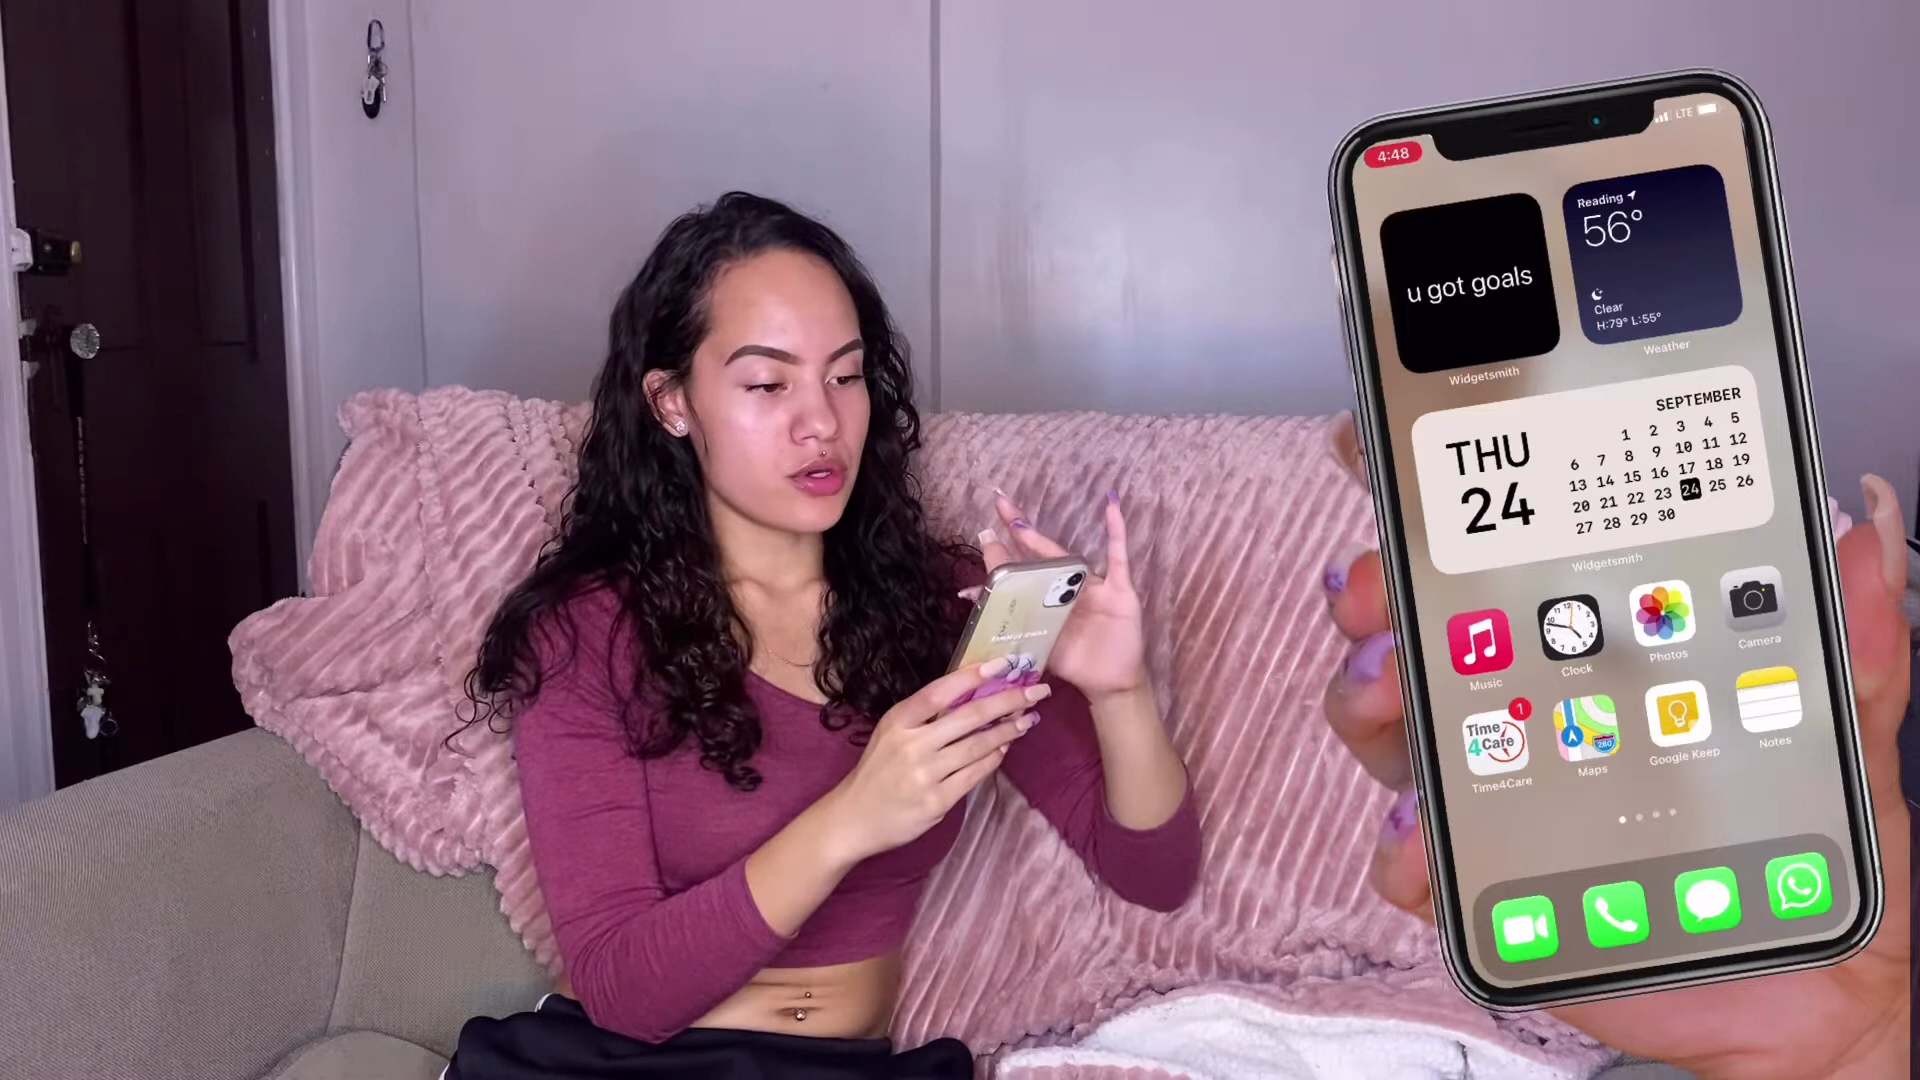 4:48
LTE
u got goals
Widgetsmith
Reading
56°
Clear
H:79° L:55°
Weather
THU
24
SEPTEMBER
1 2 3 4 5
6 7 8 9 10 11 12
13 14 15 16 17 18 19
20 21 22 23 24 25 26
27 28 29 30
Widgetsmith
Music
Clock
Photos
Camera
1
Time
4Care
280
Time4Care
Maps
Google Keep
Notes